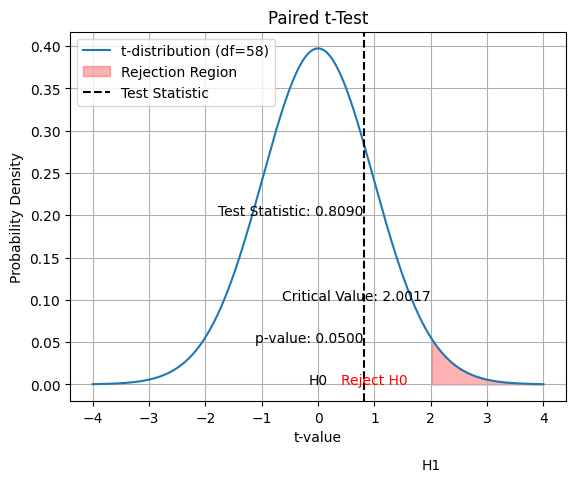 Paired t-Test
t-distribution (df=58)
Rejection Region
Test Statistic
0.40
0.35
0.30
0.25
0.20
0.15
0.10
0.05
0.00
Probability Density
Test Statistic: 0.8090
Critical Value: 2.0017
p-value: 0.0500
H0
Reject H0
−4
−3
−2
−1
0
1
2
3
4
t-value
H1